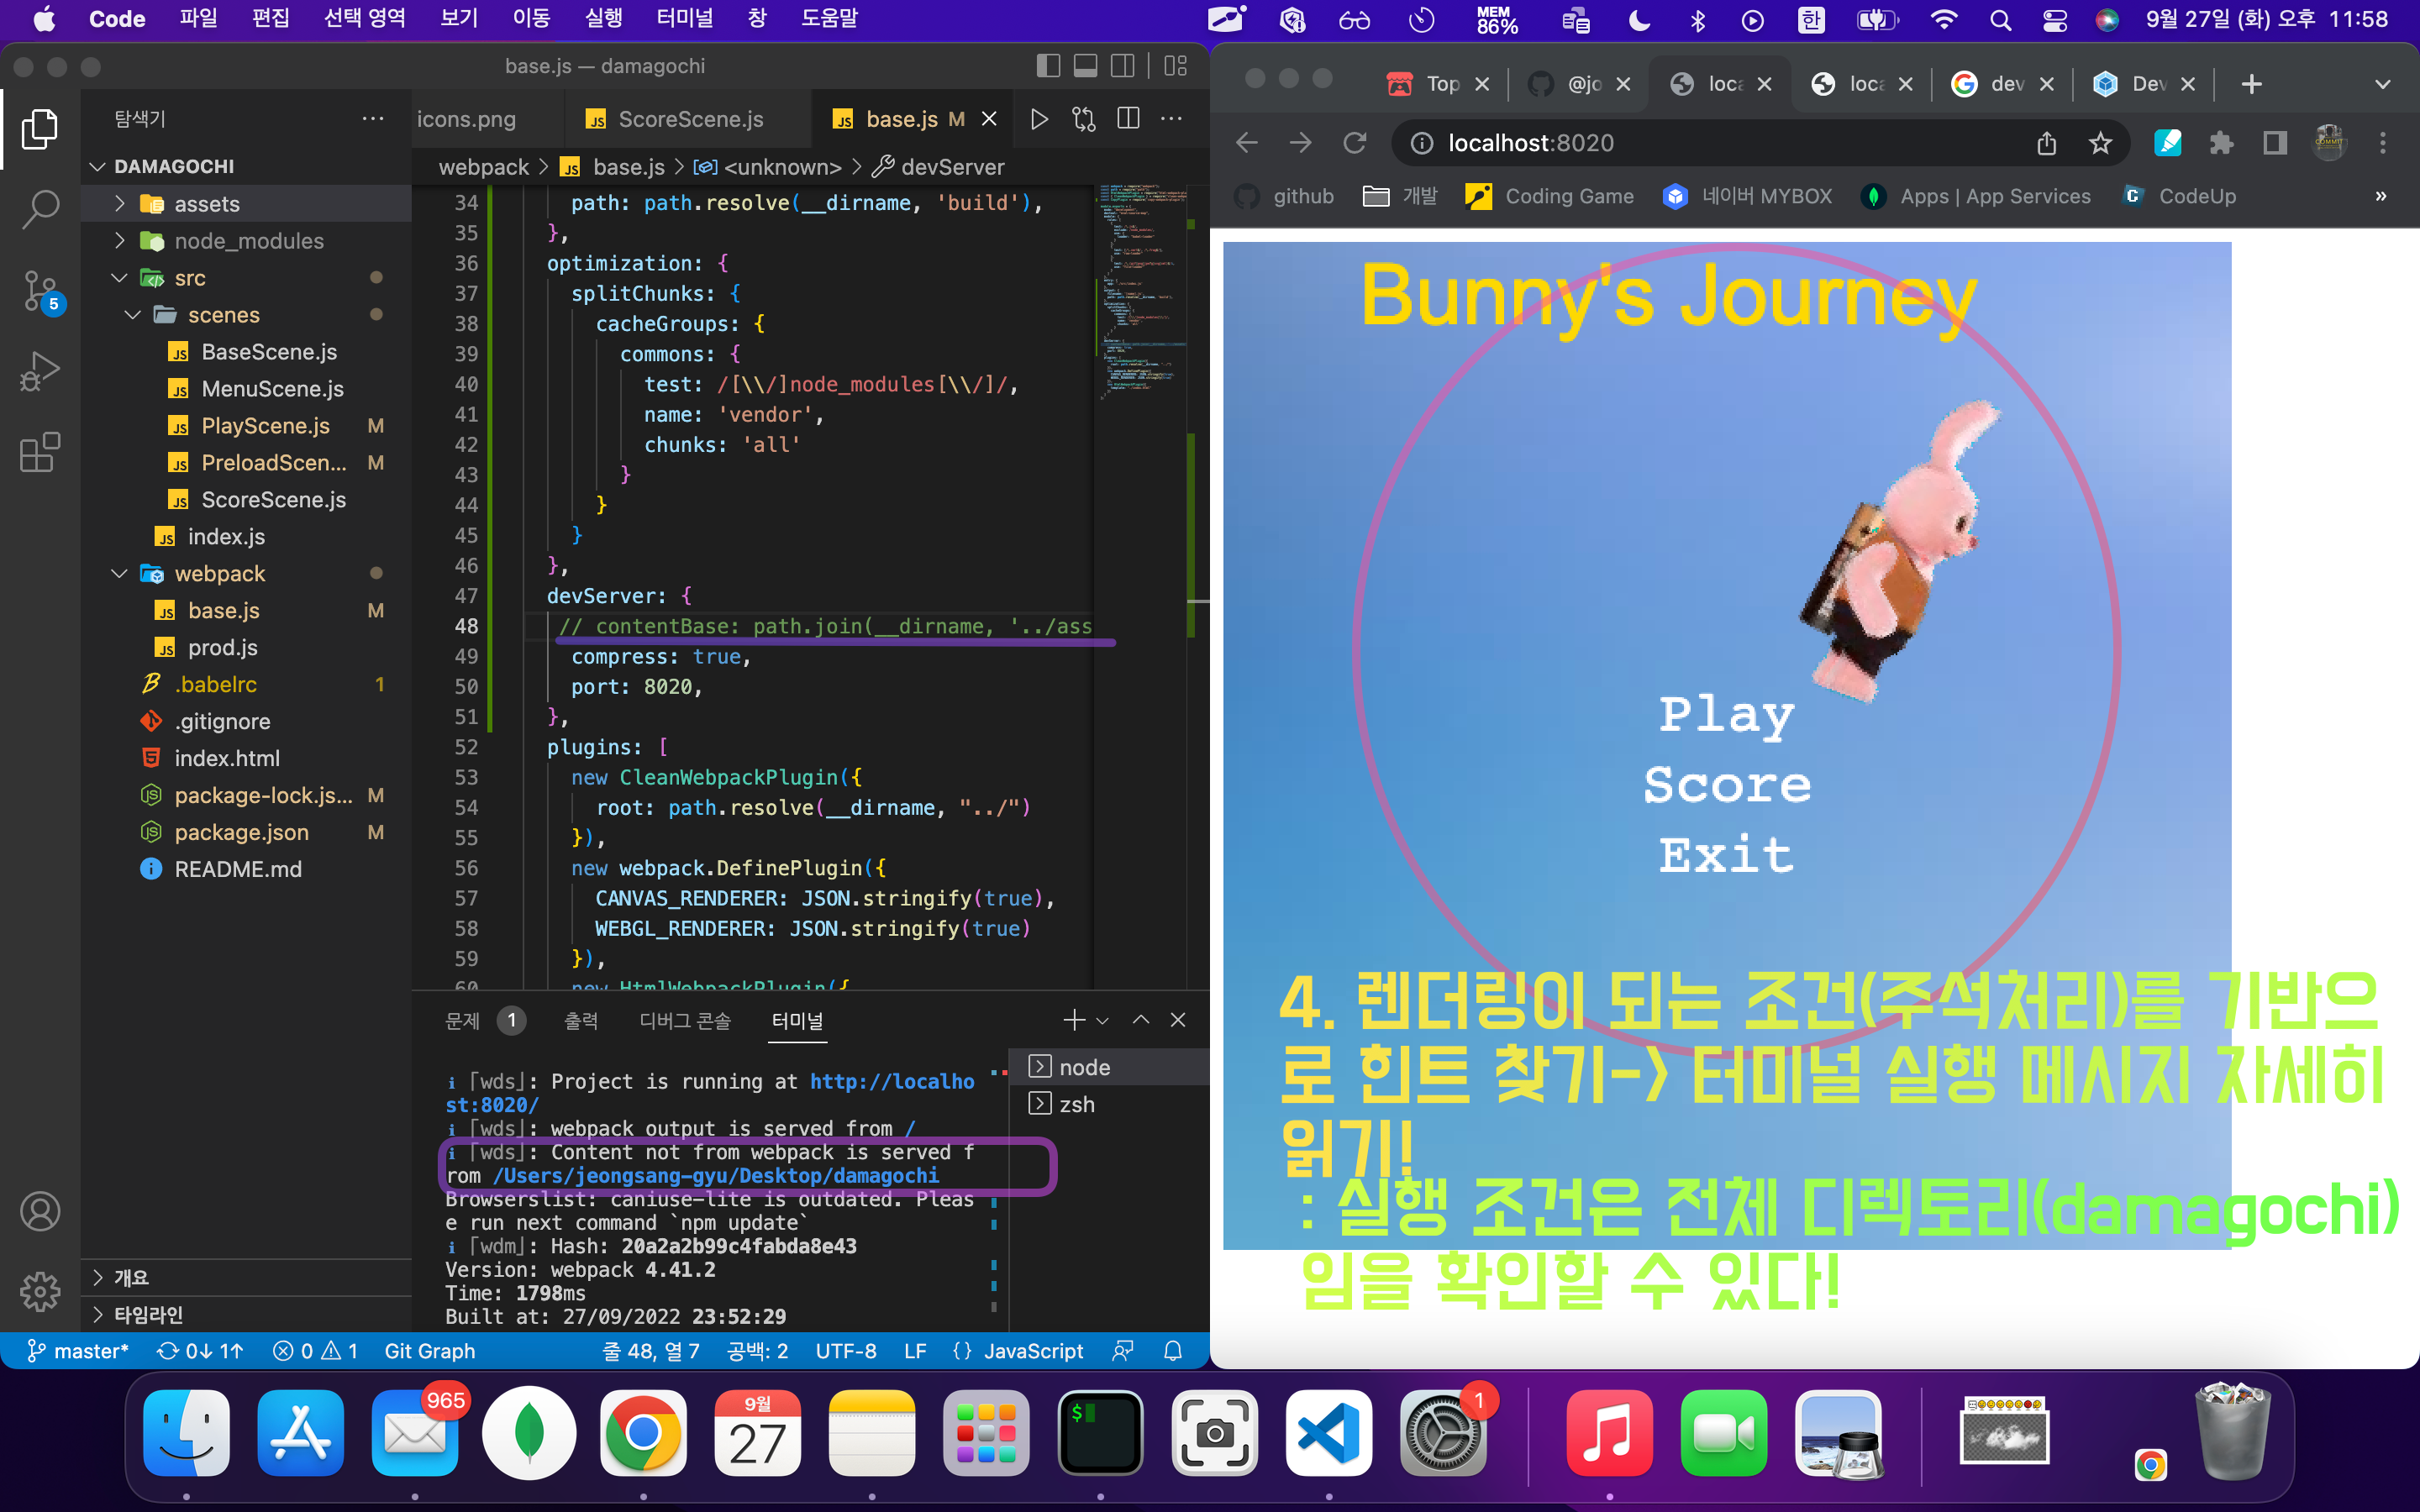 Code 파일 편집 선택 영역 보기 이동 실행 터미널 창 도움말
MEM 86% 한 9월 27일 (화) 오후 11:58
base.js — damagochi
탐색기
DAMAGOCHI
assets
node_modules
src
scenes
BaseScene.js
MenuScene.js
PlayScene.js M
PreloadScen... M
ScoreScene.js
index.js
webpack
base.js M
prod.js
.babelrc 1
.gitignore
index.html
package-lock.js... M
package.json M
README.md
개요
타임라인
5
icons.png ScoreScene.js base.js M
webpack > base.js > <unknown> > devServer
34 path: path.resolve(__dirname, 'build'),
35 },
36 optimization: {
37 splitChunks: {
38 cacheGroups: {
39 commons: {
40 test: /[\\/]node_modules[\\/]/,
41 name: 'vendor',
42 chunks: 'all'
43 }
44 }
45 }
46 },
47 devServer: {
48 // contentBase: path.join(__dirname, '../ass
49 compress: true,
50 port: 8020,
51 },
52 plugins: [
53 new CleanWebpackPlugin({
54 root: path.resolve(__dirname, "../")
55 }),
56 new webpack.DefinePlugin({
57 CANVAS_RENDERER: JSON.stringify(true),
58 WEBGL_RENDERER: JSON.stringify(true)
59 }),
60 new HtmlWebpackPlugin({
문제 1 출력 디버그 콘솔 터미널
ℹ ｢wds｣: Project is running at http://localho
st:8020/
ℹ ｢wds｣: webpack output is served from /
ℹ ｢wds｣: Content not from webpack is served f
rom /Users/jeongsang-gyu/Desktop/damagochi
Browserslist: caniuse-lite is outdated. Pleas
e run next command `npm update`
ℹ ｢wdm｣: Hash: 20a2a2b99c4fabda8e43
Version: webpack 4.41.2
Time: 1798ms
Built at: 27/09/2022 23:52:29
node
zsh
master* 0↓ 1↑ 0 1 Git Graph 줄 48, 열 7 공백: 2 UTF-8 LF {} JavaScript
Top @jo loca loca dev Dev
localhost:8020
github 개발 Coding Game 네이버 MYBOX Apps | App Services CodeUp »
Bunny's Journey
Play
Score
Exit
4. 렌더링이 되는 조건(주석처리)를 기반으
로 힌트 찾기-> 터미널 실행 메시지 자세히
읽기!
: 실행 조건은 전체 디렉토리(damagochi)
임을 확인할 수 있다!
965
9월
27
1